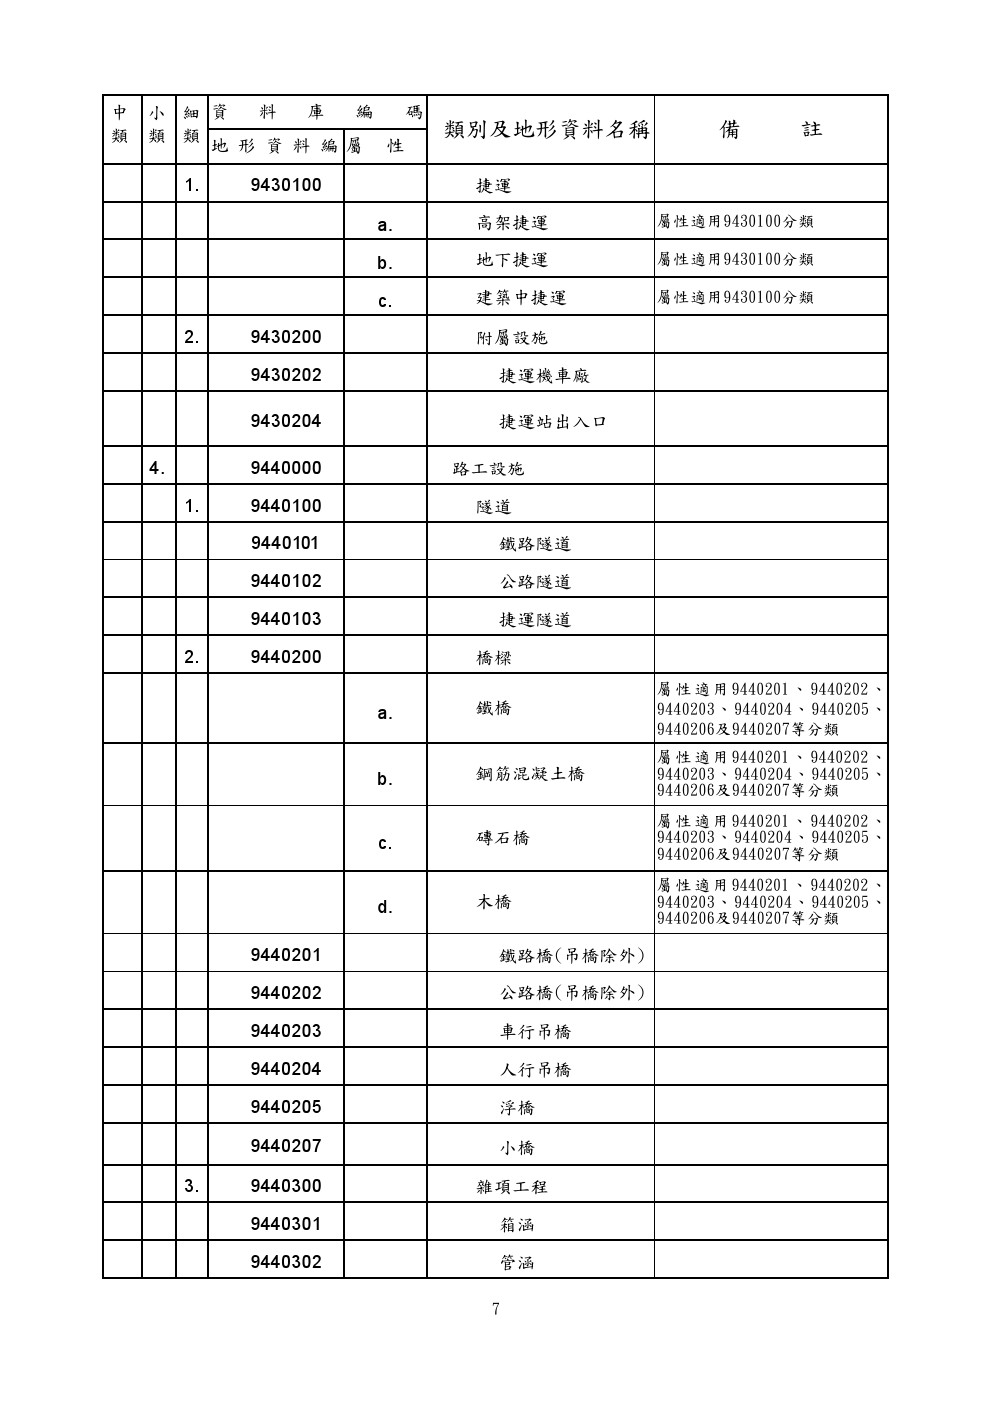 中類 小類 細類 資料庫編碼 類別及地形資料名稱 備註
地形資料編 屬性
1. 9430100 捷運
a. 高架捷運 屬性適用9430100分類
b. 地下捷運 屬性適用9430100分類
c. 建築中捷運 屬性適用9430100分類
2. 9430200 附屬設施
9430202 捷運機車廠
9430204 捷運站出入口
4. 9440000 路工設施
1. 9440100 隧道
9440101 鐵路隧道
9440102 公路隧道
9440103 捷運隧道
2. 9440200 橋樑
a. 鐵橋 屬性適用9440201、9440202、
9440203、9440204、9440205、
9440206及9440207等分類
b. 鋼筋混凝土橋 屬性適用9440201、9440202、
9440203、9440204、9440205、
9440206及9440207等分類
c. 磚石橋 屬性適用9440201、9440202、
9440203、9440204、9440205、
9440206及9440207等分類
d. 木橋 屬性適用9440201、9440202、
9440203、9440204、9440205、
9440206及9440207等分類
9440201 鐵路橋(吊橋除外)
9440202 公路橋(吊橋除外)
9440203 車行吊橋
9440204 人行吊橋
9440205 浮橋
9440207 小橋
3. 9440300 雜項工程
9440301 箱涵
9440302 管涵
7